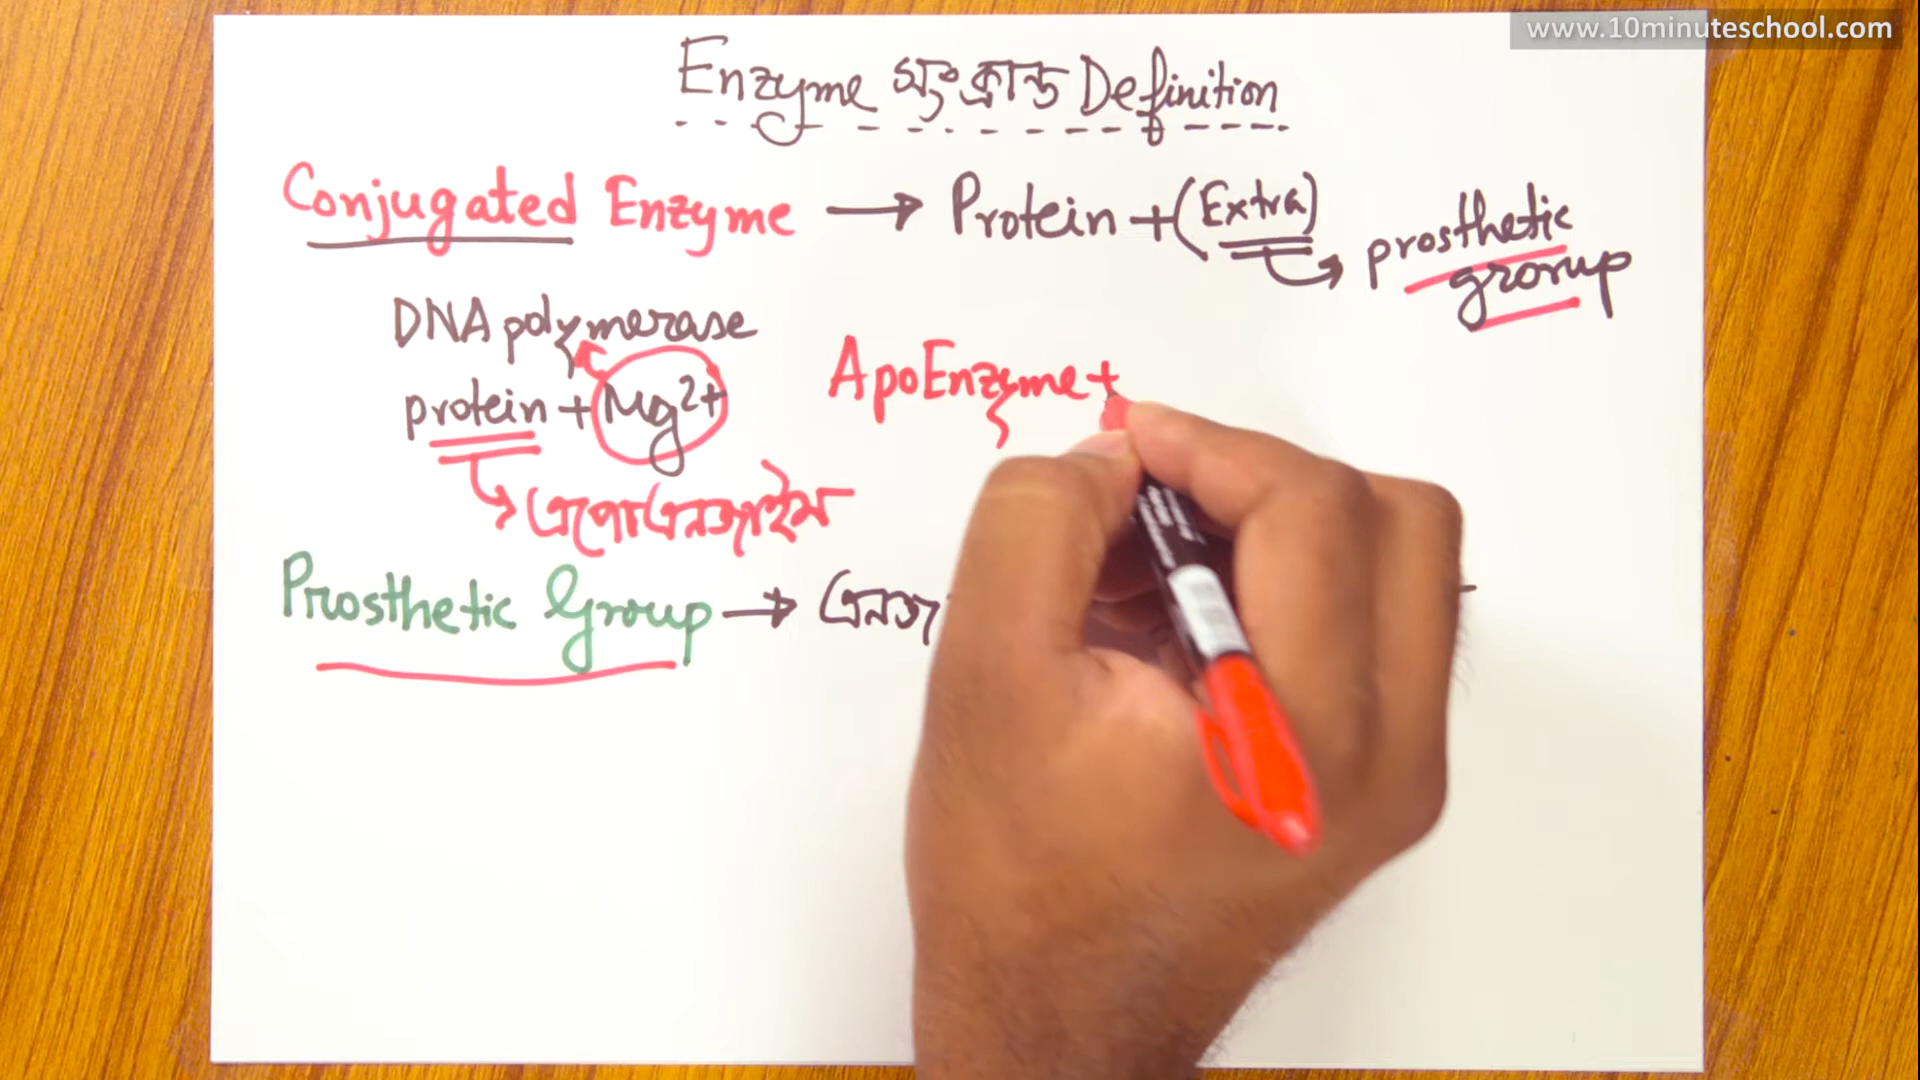 www.10minuteschool.com
Enzyme সংক্রান্ত Definition
Conjugated Enzyme → Protein + (Extra)
prosthetic
group
DNA polymerase
protein + Mg2+
ApoEnzyme +
এপোএনজাইম
Prosthetic Group →